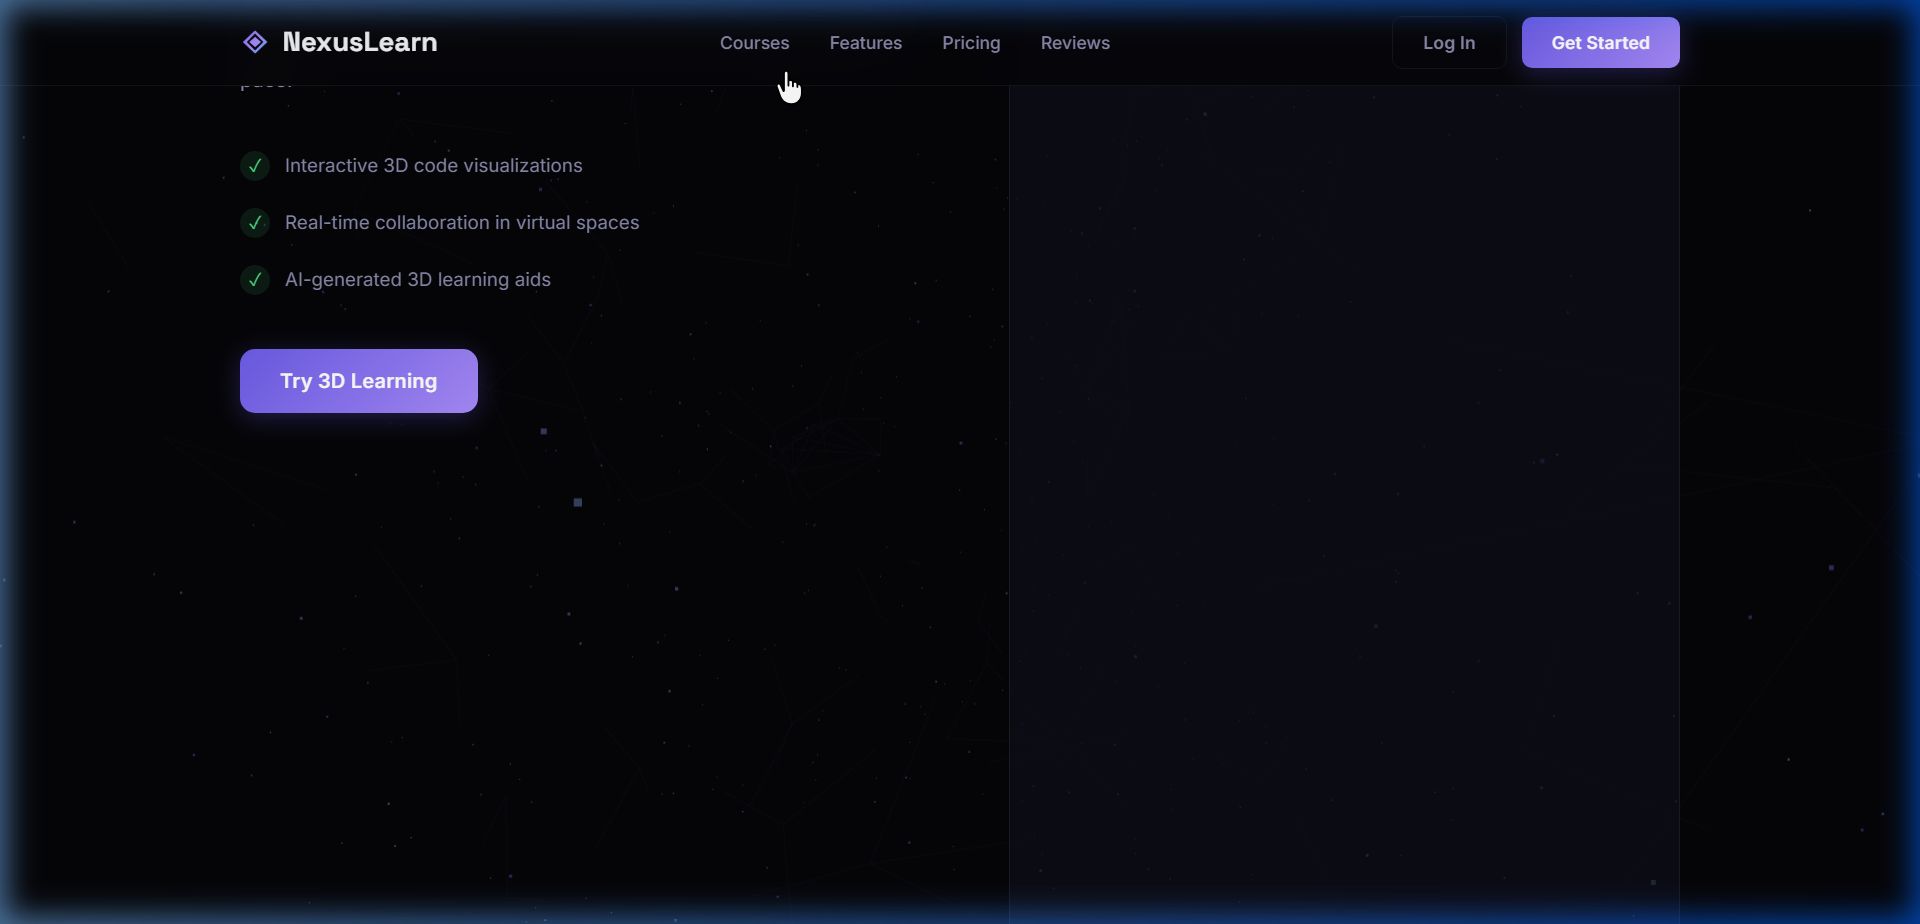 NexusLearn
Courses Features Pricing Reviews
Log In
Get Started
Interactive 3D code visualizations
Real-time collaboration in virtual spaces
AI-generated 3D learning aids
Try 3D Learning